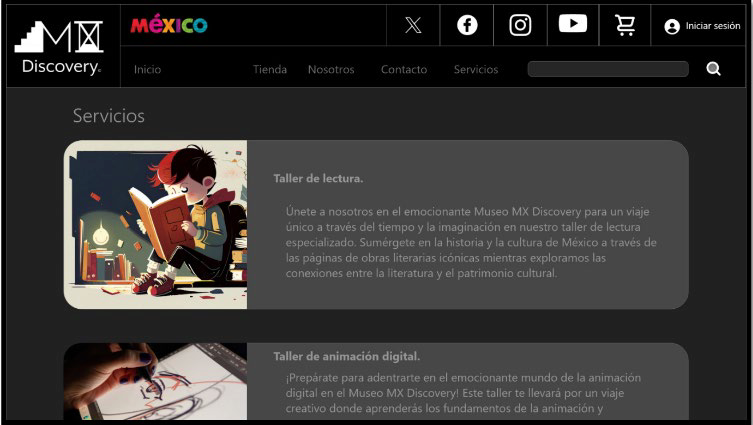 MX
Discovery
MÉXICO
Iniciar sesión
Inicio
Tienda
Nosotros
Contacto
Servicios
Servicios
Taller de lectura.
Únete a nosotros en el emocionante Museo MX Discovery para un viaje
único a través del tiempo y la imaginación en nuestro taller de lectura
especializado. Sumérgete en la historia y la cultura de México a través de
las páginas de obras literarias icónicas mientras exploramos las
conexiones entre la literatura y el patrimonio cultural.
Taller de animación digital.
¡Prepárate para adentrarte en el emocionante mundo de la animación
digital en el Museo MX Discovery! Este taller te llevará por un viaje
creativo donde aprenderás los fundamentos de la animación y